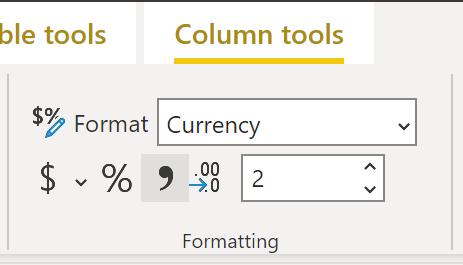 ble tools
Column tools
$% Format
Currency
$ % , .00 .0
2
Formatting